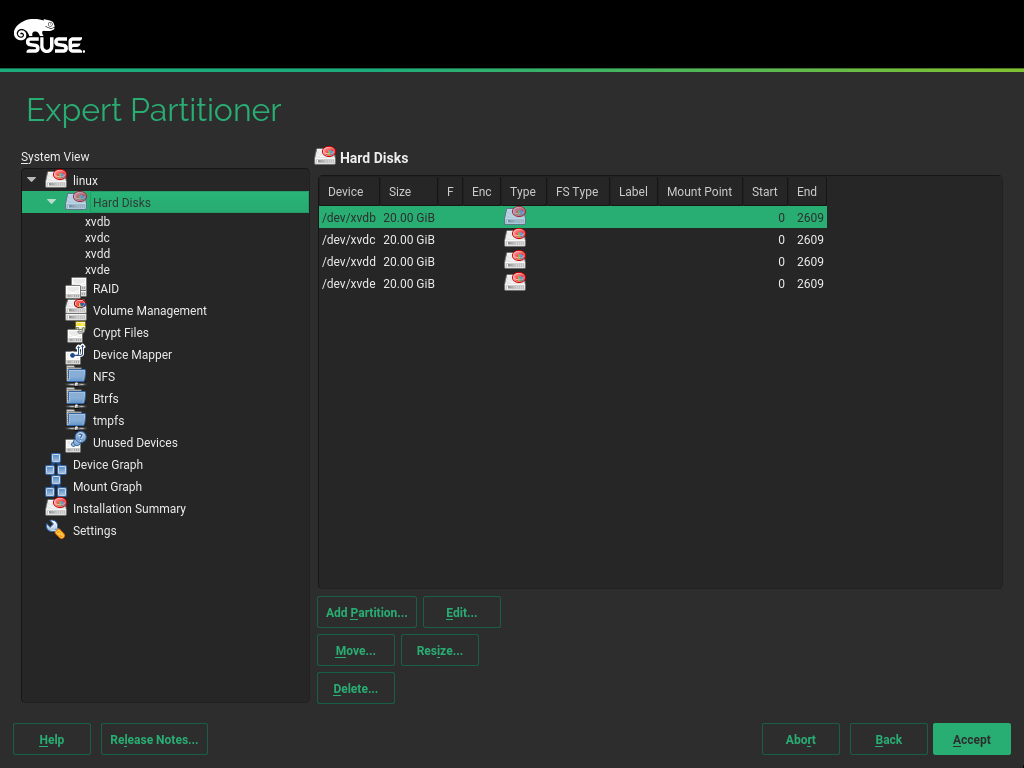 SUSE.
Expert Partitioner
System View
linux
Hard Disks
xvdb
xvdc
xvdd
xvde
RAID
Volume Management
Crypt Files
Device Mapper
NFS
Btrfs
tmpfs
Unused Devices
Device Graph
Mount Graph
Installation Summary
Settings
Hard Disks
Device Size F Enc Type FS Type Label Mount Point Start End
/dev/xvdb 20.00 GiB 0 2609
/dev/xvdc 20.00 GiB 0 2609
/dev/xvdd 20.00 GiB 0 2609
/dev/xvde 20.00 GiB 0 2609
Add Partition... Edit...
Move... Resize...
Delete...
Help Release Notes... Abort Back Accept